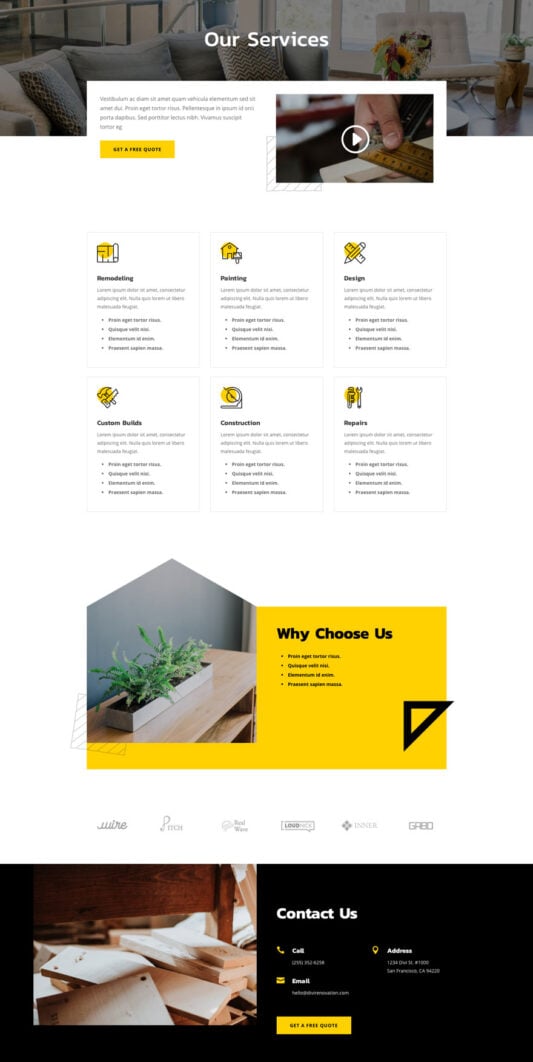 Our Services
Vestibulum ac diam sit amet quam vehicula elementum sed sit
amet dui. Proin eget tortor risus. Pellentesque in ipsum id orci
porta dapibus. Sed porttitor lectus nibh. Vivamus suscipit
tortor eg
GET A FREE QUOTE
Remodeling
Lorem ipsum dolor sit amet, consectetur
adipiscing elit. Nulla quis lorem ut libero
malesuada feugiat.
• Proin eget tortor risus.
• Quisque velit nisi.
• Elementum id enim.
• Praesent sapien massa.
Painting
Lorem ipsum dolor sit amet, consectetur
adipiscing elit. Nulla quis lorem ut libero
malesuada feugiat.
• Proin eget tortor risus.
• Quisque velit nisi.
• Elementum id enim.
• Praesent sapien massa.
Design
Lorem ipsum dolor sit amet, consectetur
adipiscing elit. Nulla quis lorem ut libero
malesuada feugiat.
• Proin eget tortor risus.
• Quisque velit nisi.
• Elementum id enim.
• Praesent sapien massa.
Custom Builds
Lorem ipsum dolor sit amet, consectetur
adipiscing elit. Nulla quis lorem ut libero
malesuada feugiat.
• Proin eget tortor risus.
• Quisque velit nisi.
• Elementum id enim.
• Praesent sapien massa.
Construction
Lorem ipsum dolor sit amet, consectetur
adipiscing elit. Nulla quis lorem ut libero
malesuada feugiat.
• Proin eget tortor risus.
• Quisque velit nisi.
• Elementum id enim.
• Praesent sapien massa.
Repairs
Lorem ipsum dolor sit amet, consectetur
adipiscing elit. Nulla quis lorem ut libero
malesuada feugiat.
• Proin eget tortor risus.
• Quisque velit nisi.
• Elementum id enim.
• Praesent sapien massa.
Why Choose Us
• Proin eget tortor risus.
• Quisque velit nisi.
• Elementum id enim.
• Praesent sapien massa.
wire
PITCH
Red
Wave
LOUDNICK
INNER
GABO
Contact Us
Call
(255) 352-6258
Address
1234 Divi St. #1000
San Francisco, CA 94220
Email
hello@divirenovation.com
GET A FREE QUOTE